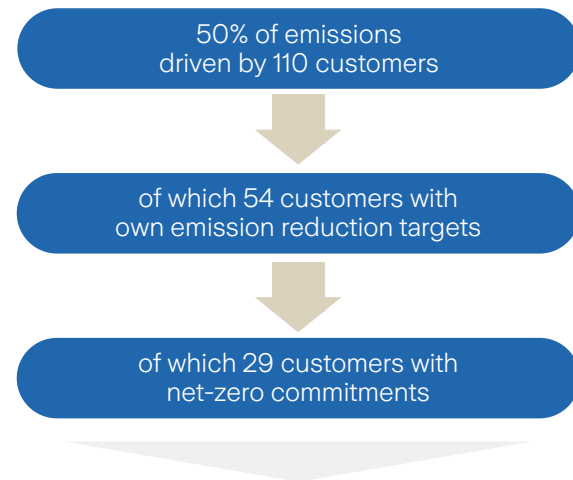 50% of emissions
driven by 110 customers
of which 54 customers with
own emission reduction targets
of which 29 customers with
net-zero commitments